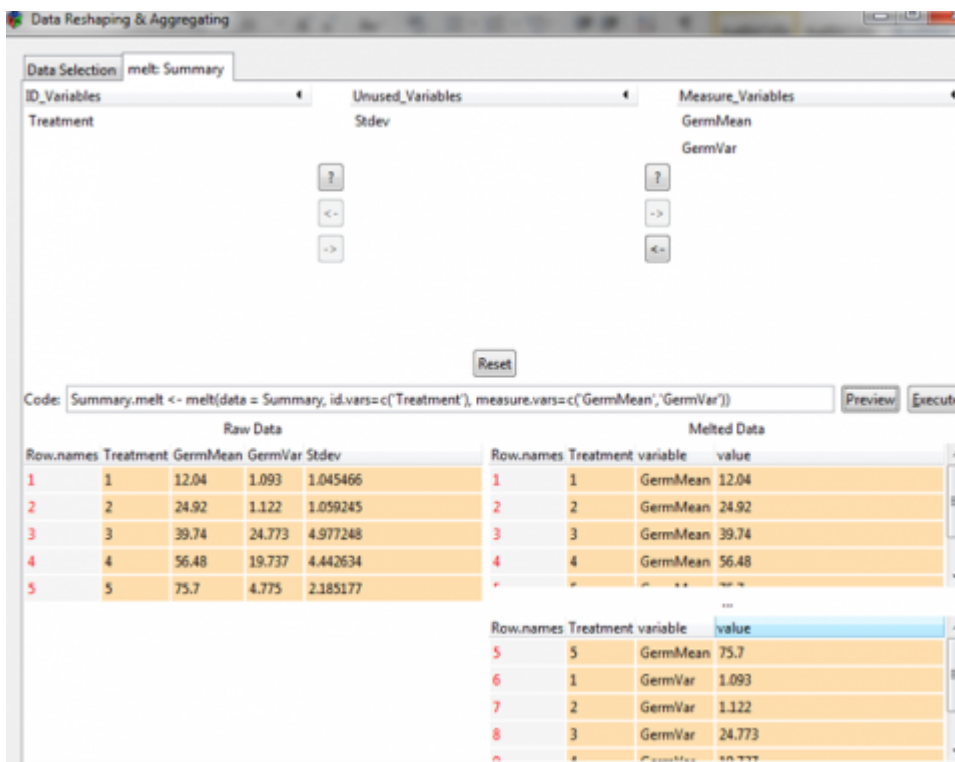 Data Reshaping & Aggregating
Data Selection melt: Summary
ID_Variables Unused_Variables Measure_Variables
Treatment Stdev GermMean
GermVar
? ?
<- ->
-> <-
Reset
Code: Summary.melt <- melt(data = Summary, id.vars=c('Treatment'), measure.vars=c('GermMean','GermVar')) Preview Execute
Raw Data Melted Data
Row.names Treatment GermMean GermVar Stdev Row.names Treatment variable value
1 1 12.04 1.093 1.045466 1 1 GermMean 12.04
2 2 24.92 1.122 1.059245 2 2 GermMean 24.92
3 3 39.74 24.773 4.977248 3 3 GermMean 39.74
4 4 56.48 19.737 4.442634 4 4 GermMean 56.48
5 5 75.7 4.775 2.185177
...
Row.names Treatment variable value
5 5 GermMean 75.7
6 1 GermVar 1.093
7 2 GermVar 1.122
8 3 GermVar 24.773